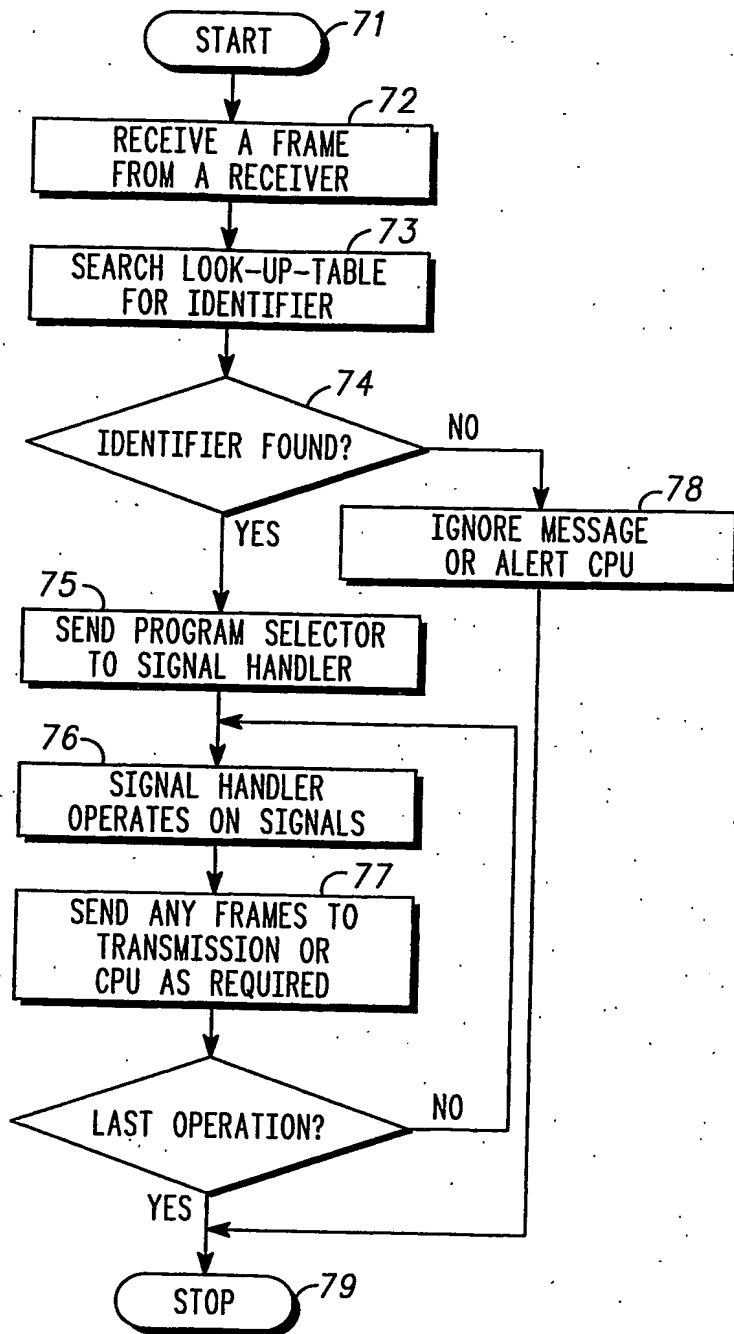 START
71
72
RECEIVE A FRAME
FROM A RECEIVER
73
SEARCH LOOK-UP-TABLE
FOR IDENTIFIER
74
IDENTIFIER FOUND?
NO
YES
78
IGNORE MESSAGE
OR ALERT CPU
75
SEND PROGRAM SELECTOR
TO SIGNAL HANDLER
76
SIGNAL HANDLER
OPERATES ON SIGNALS
77
SEND ANY FRAMES TO
TRANSMISSION OR
CPU AS REQUIRED
LAST OPERATION?
NO
YES
STOP
79